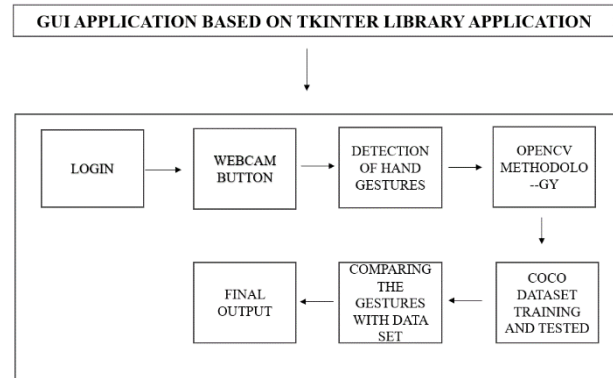 GUI APPLICATION BASED ON TKINTER LIBRARY APPLICATION
LOGIN
WEBCAM
BUTTON
DETECTION
OF HAND
GESTURES
OPENCV
METHODOLO
--GY
FINAL
OUTPUT
COMPARING
THE
GESTURES
WITH DATA
SET
COCO
DATASET
TRAINING
AND TESTED